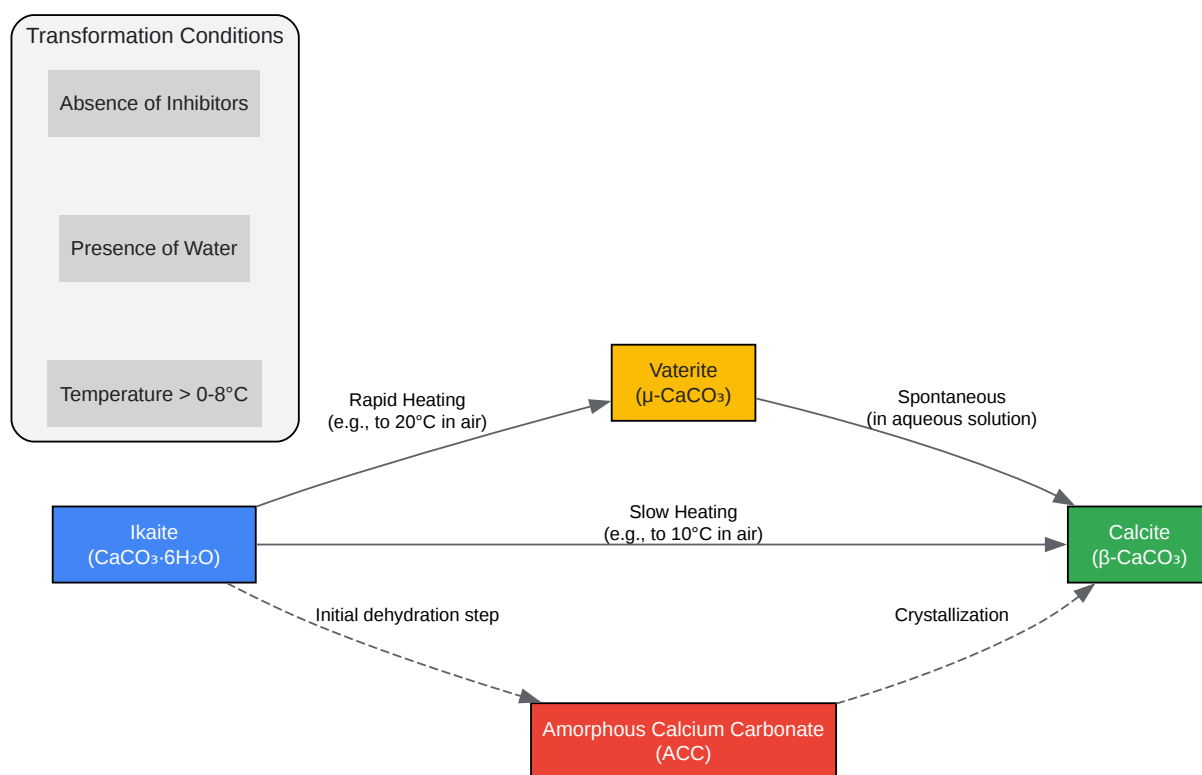 Transformation Conditions
Absence of Inhibitors
Presence of Water
Temperature > 0-8°C
Vaterite
(μ-CaCO₃)
Rapid Heating
(e.g., to 20°C in air)
Spontaneous
(in aqueous solution)
Ikaite
(CaCO₃·6H₂O)
Slow Heating
(e.g., to 10°C in air)
Calcite
(β-CaCO₃)
Initial dehydration step
Crystallization
Amorphous Calcium Carbonate
(ACC)